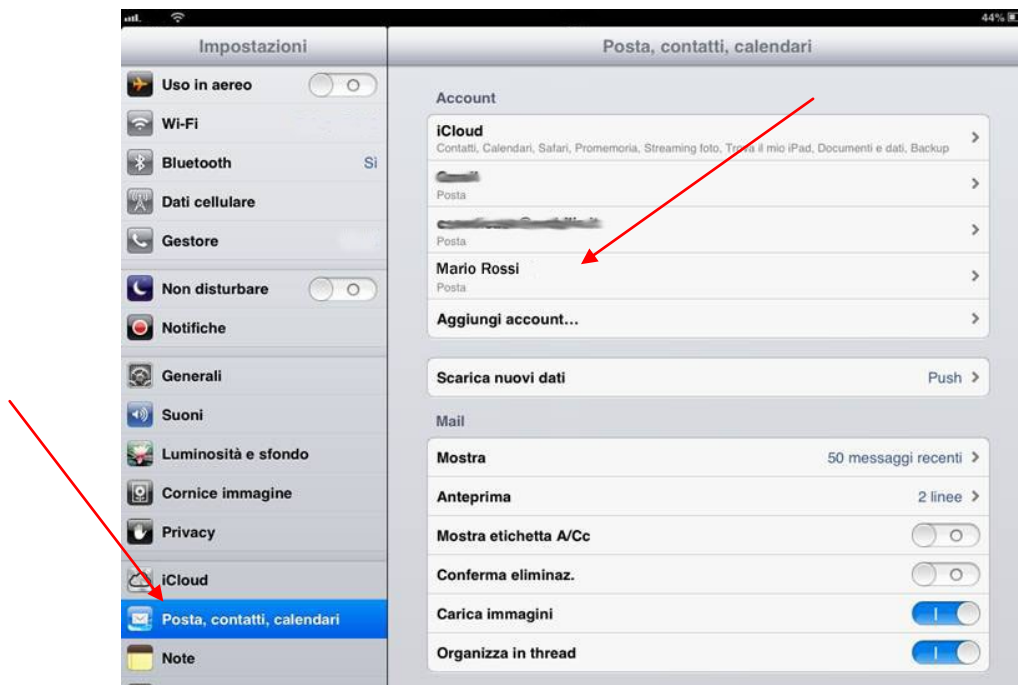 44%
Impostazioni
Posta, contatti, calendari
Uso in aereo
Wi-Fi
Bluetooth Sì
Dati cellulare
Gestore
Non disturbare
Notifiche
Generali
Suoni
Luminosità e sfondo
Cornice immagine
Privacy
iCloud
Posta, contatti, calendari
Note
Account
iCloud
Contatti, Calendari, Safari, Promemoria, Streaming foto, Trova il mio iPad, Documenti e dati, Backup
Posta
Posta
Mario Rossi
Posta
Aggiungi account...
Scarica nuovi dati Push
Mail
Mostra 50 messaggi recenti
Anteprima 2 linee
Mostra etichetta A/Cc
Conferma eliminaz.
Carica immagini
Organizza in thread